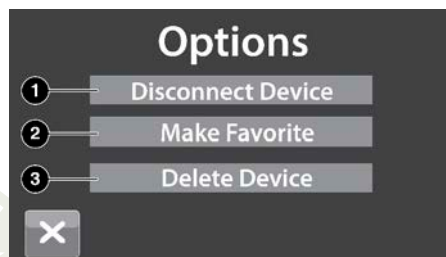 Options
1 Disconnect Device
2 Make Favorite
3 Delete Device